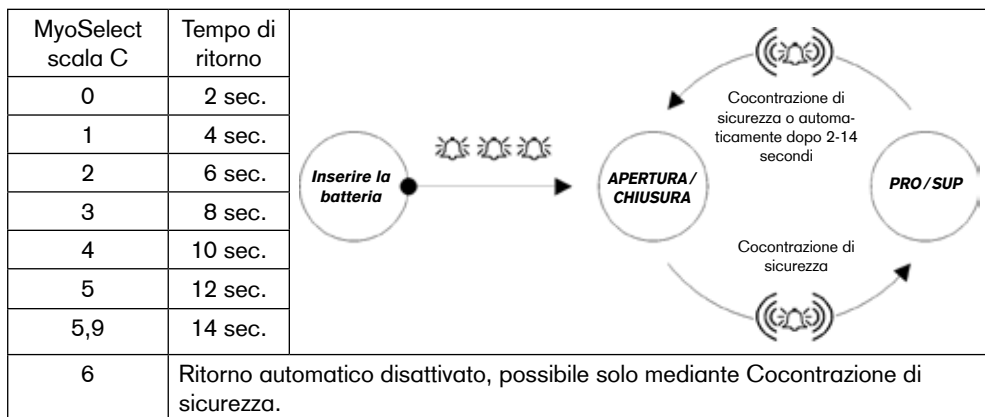 MyoSelect
scala C
Tempo di
ritorno
0
2 sec.
1
4 sec.
2
6 sec.
3
8 sec.
4
10 sec.
5
12 sec.
5,9
14 sec.
Inserire la
batteria
APERTURA/
CHIUSURA
Cocontrazione di
sicurezza o automa-
ticamente dopo 2-14
secondi
PRO/SUP
Cocontrazione di
sicurezza
6
Ritorno automatico disattivato, possibile solo mediante Cocontrazione di
sicurezza.